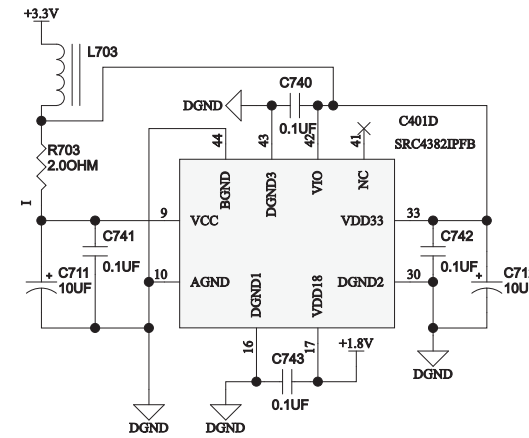 +3.3V
L703
C740
DGND
0.1UF
44
43
42
41
C401D
SRC4382IPFB
R703
2.0OHM
BGND
DGND3
VIO
NC
I
9
VCC
VDD33
33
C741
C742
C711
10UF
0.1UF
10
AGND
DGND1
VDD18
DGND2
30
0.1UF
10U
+
+
16
C743
17
+1.8V
0.1UF
DGND
DGND
DGND